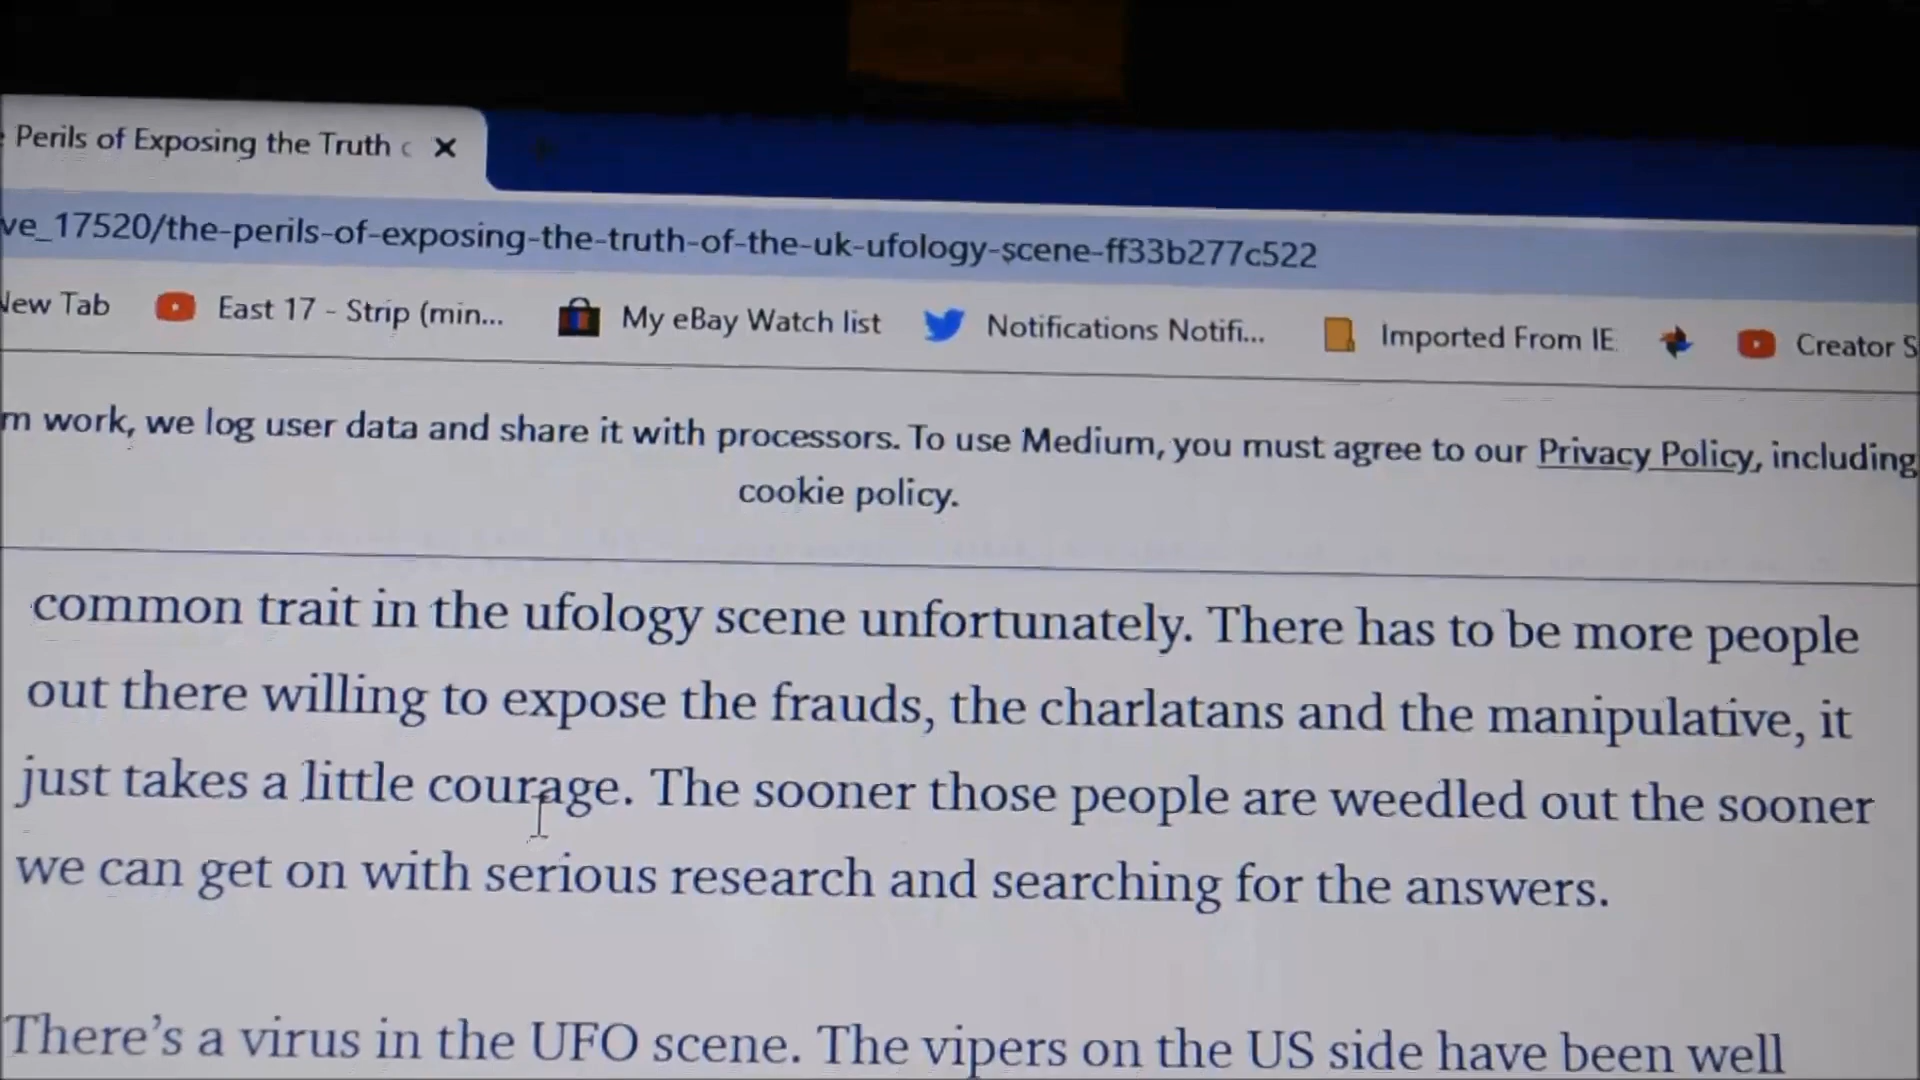 Perils of Exposing the Truth
ve_17520/the-perils-of-exposing-the-truth-of-the-uk-ufology-scene-ff33b277c522
New Tab East 17 - Strip (min... My eBay Watch list Notifications Notifi... Imported From IE Creator S
m work, we log user data and share it with processors. To use Medium, you must agree to our Privacy Policy, including
cookie policy.
common trait in the ufology scene unfortunately. There has to be more people
out there willing to expose the frauds, the charlatans and the manipulative, it
just takes a little courage. The sooner those people are weedled out the sooner
we can get on with serious research and searching for the answers.
There's a virus in the UFO scene. The vipers on the US side have been well